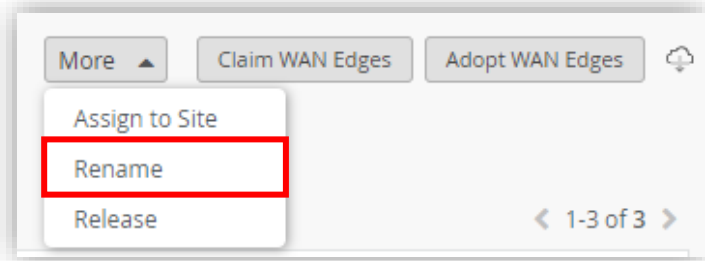 More Claim WAN Edges Adopt WAN Edges
Assign to Site
Rename
Release
1-3 of 3